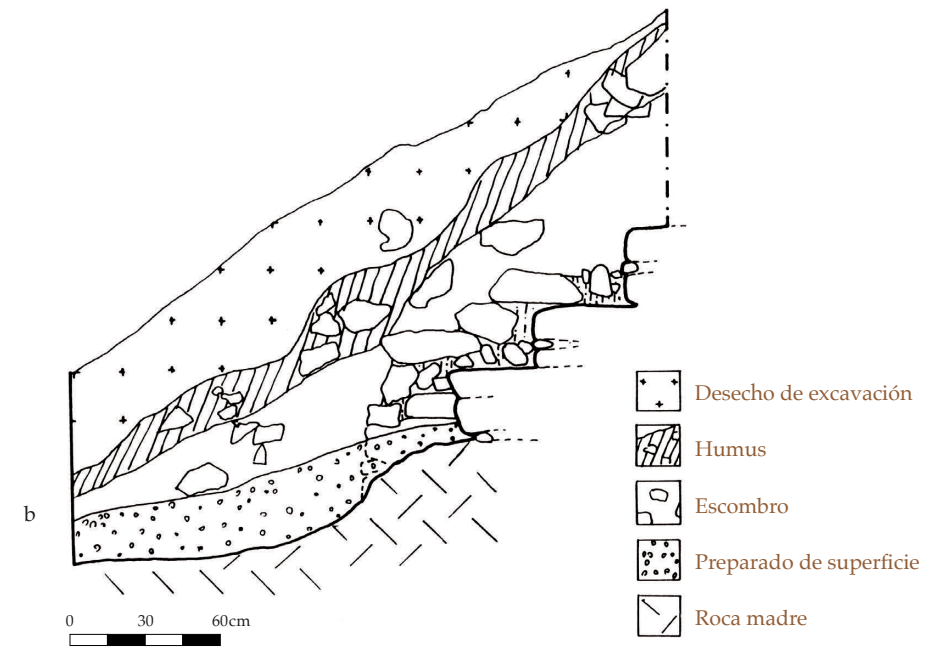 Desecho de excavación
Humus
Escombro
b
Preparado de superficie
0 30 60cm
Roca madre